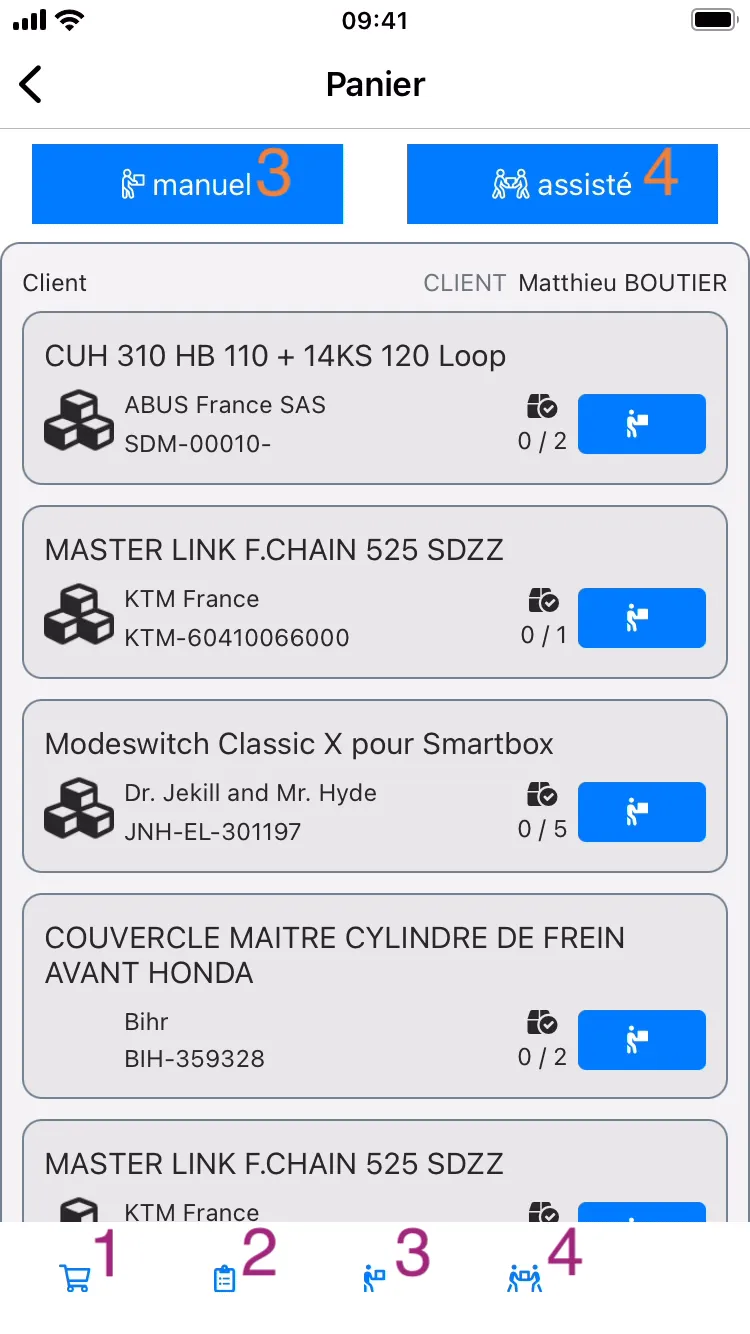 09:41
Panier
manuel 3
assisté 4
Client CLIENT Matthieu BOUTIER
CUH 310 HB 110 + 14KS 120 Loop
ABUS France SAS
SDM-00010-
0 / 2
MASTER LINK F.CHAIN 525 SDZZ
KTM France
KTM-60410066000
0 / 1
Modeswitch Classic X pour Smartbox
Dr. Jekill and Mr. Hyde
JNH-EL-301197
0 / 5
COUVERCLE MAITRE CYLINDRE DE FREIN
AVANT HONDA
Bihr
BIH-359328
0 / 2
MASTER LINK F.CHAIN 525 SDZZ
KTM France
1 2 3 4